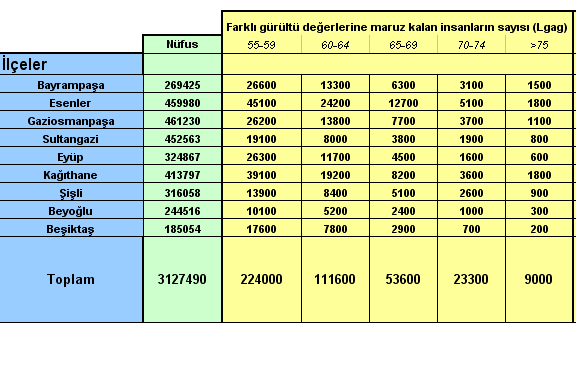 Farklı gürültü değerlerine maruz kalan insanların sayısı (Lgag)
Nüfus 55-59 60-64 65-69 70-74 >75
İlçeler
Bayrampaşa 269425 26600 13300 6300 3100 1500
Esenler 459980 45100 24200 12700 5100 1800
Gaziosmanpaşa 461230 26200 13800 7700 3700 1100
Sultangazi 452563 19100 8000 3800 1900 800
Eyüp 324867 26300 11700 4500 1600 600
Kağıthane 413797 39100 19200 8200 3600 1800
Şişli 316058 13900 8400 5100 2600 900
Beyoğlu 244516 10100 5200 2400 1000 300
Beşiktaş 185054 17600 7800 2900 700 200
Toplam 3127490 224000 111600 53600 23300 9000